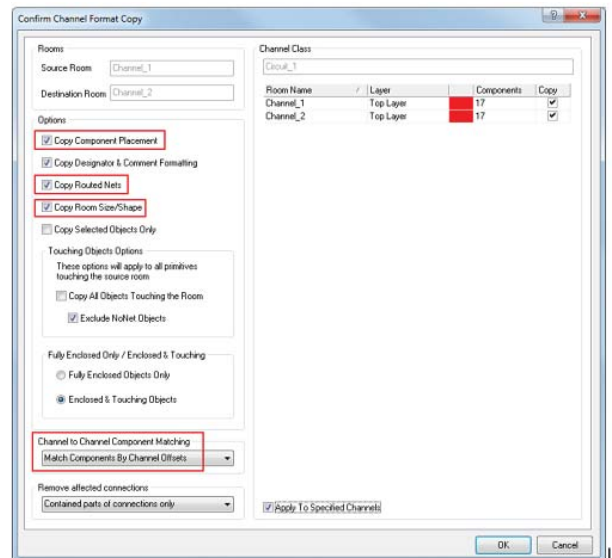 Confirm Channel Format Copy
Rooms
Source Room Channel_1
Destination Room Channel_2
Options
Copy Component Placement
Copy Designator & Comment Formatting
Copy Routed Nets
Copy Room Size/Shape
Copy Selected Objects Only
Touching Objects Options
These options will apply to all primitives
touching the source room
Copy All Objects Touching the Room
Exclude NoNet Objects
Fully Enclosed Only / Enclosed & Touching
Fully Enclosed Objects Only
Enclosed & Touching Objects
Channel to Channel Component Matching
Match Components By Channel Offsets
Remove affected connections
Contained parts of connections only
Channel Class
Circuit_1
Room Name / Layer Components Copy
Channel_1 Top Layer 17
Channel_2 Top Layer 17
Apply To Specified Channels
OK Cancel